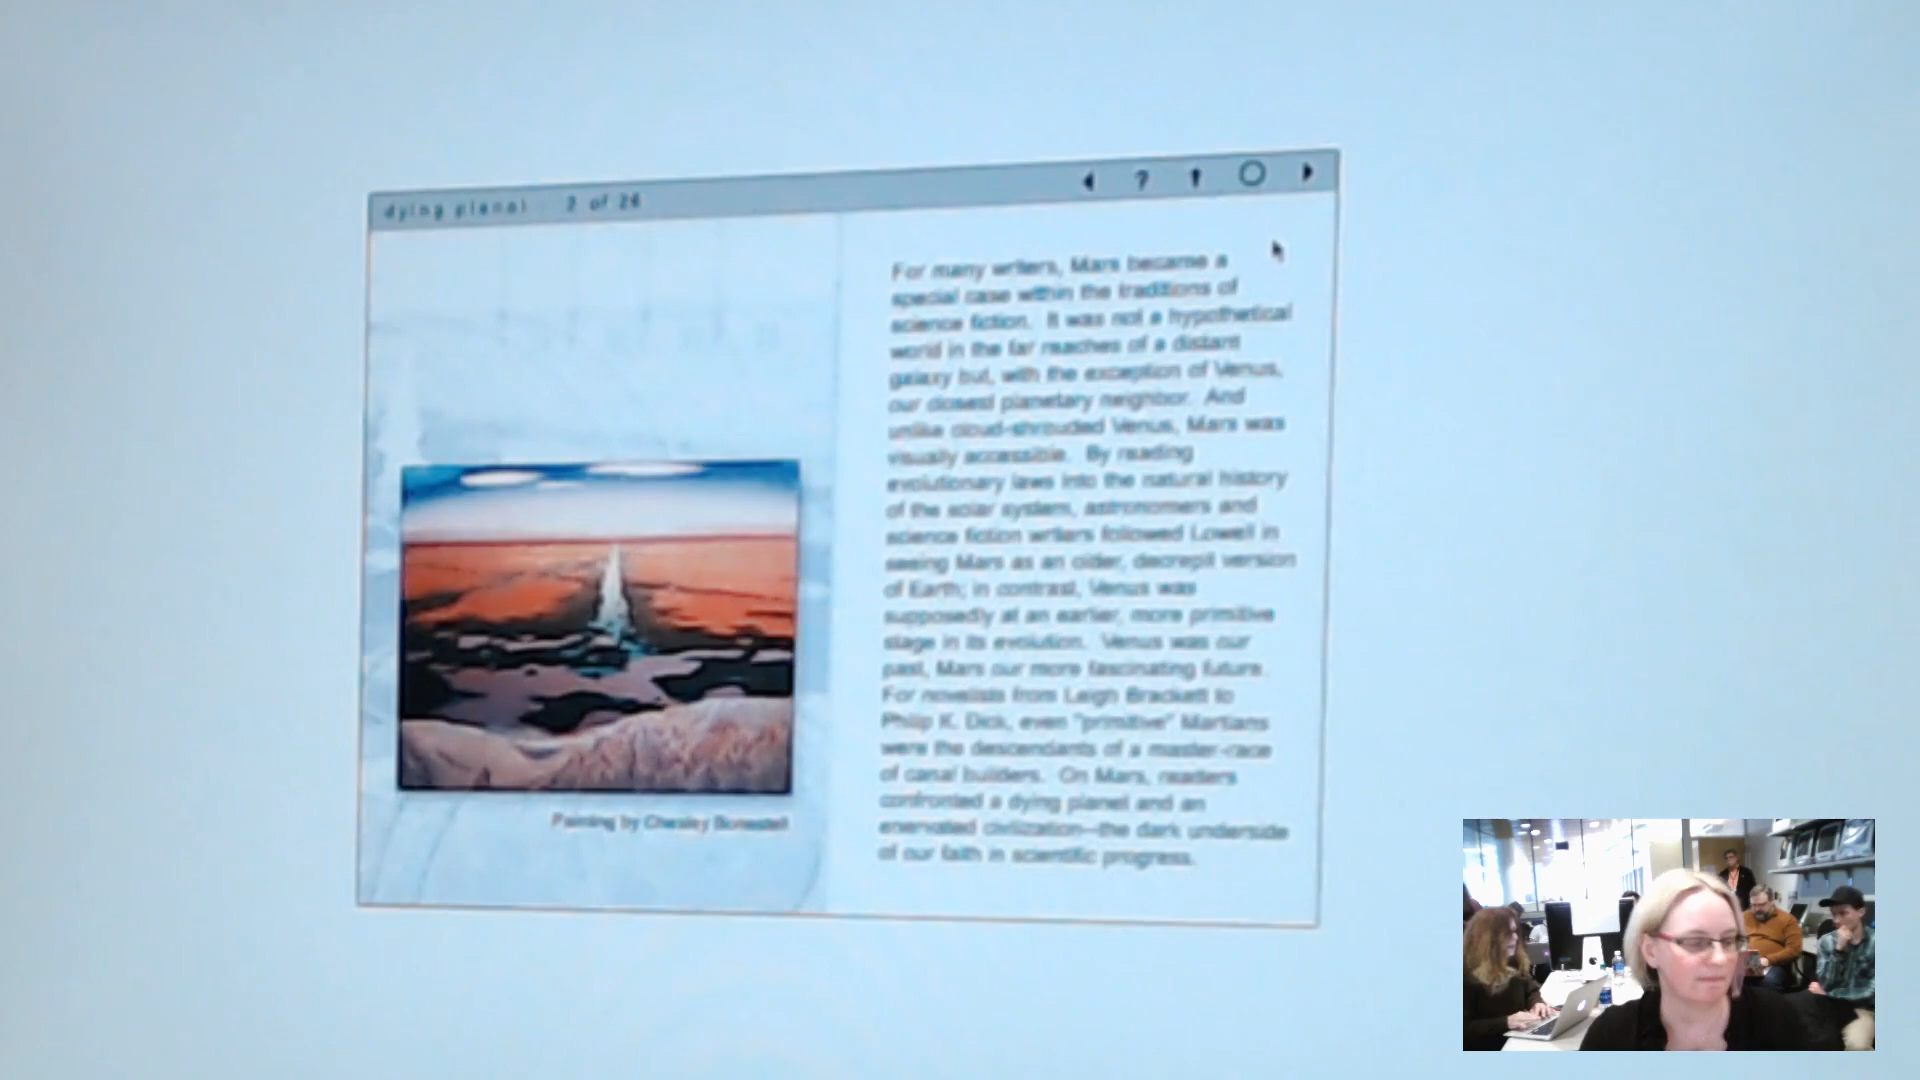 dying planet 2 of 26
?
For many writers, Mars became a
special case within the traditions of
science fiction. It was not a hypothetical
world in the far reaches of a distant
galaxy but, with the exception of Venus,
our closest planetary neighbor. And
unlike cloud-shrouded Venus, Mars was
visually accessible. By reading
evolutionary laws into the natural history
of the solar system, astronomers and
science fiction writers followed Lowell in
seeing Mars as an older, decrepit version
of Earth; in contrast, Venus was
supposedly at an earlier, more primitive
stage in its evolution. Venus was our
past, Mars our more fascinating future.
For novelists from Leigh Brackett to
Philip K. Dick, even "primitive" Martians
were the descendants of a master-race
of canal builders. On Mars, readers
confronted a dying planet and an
enervated civilization--the dark underside
of our faith in scientific progress.
Painting by Chesley Bonestell